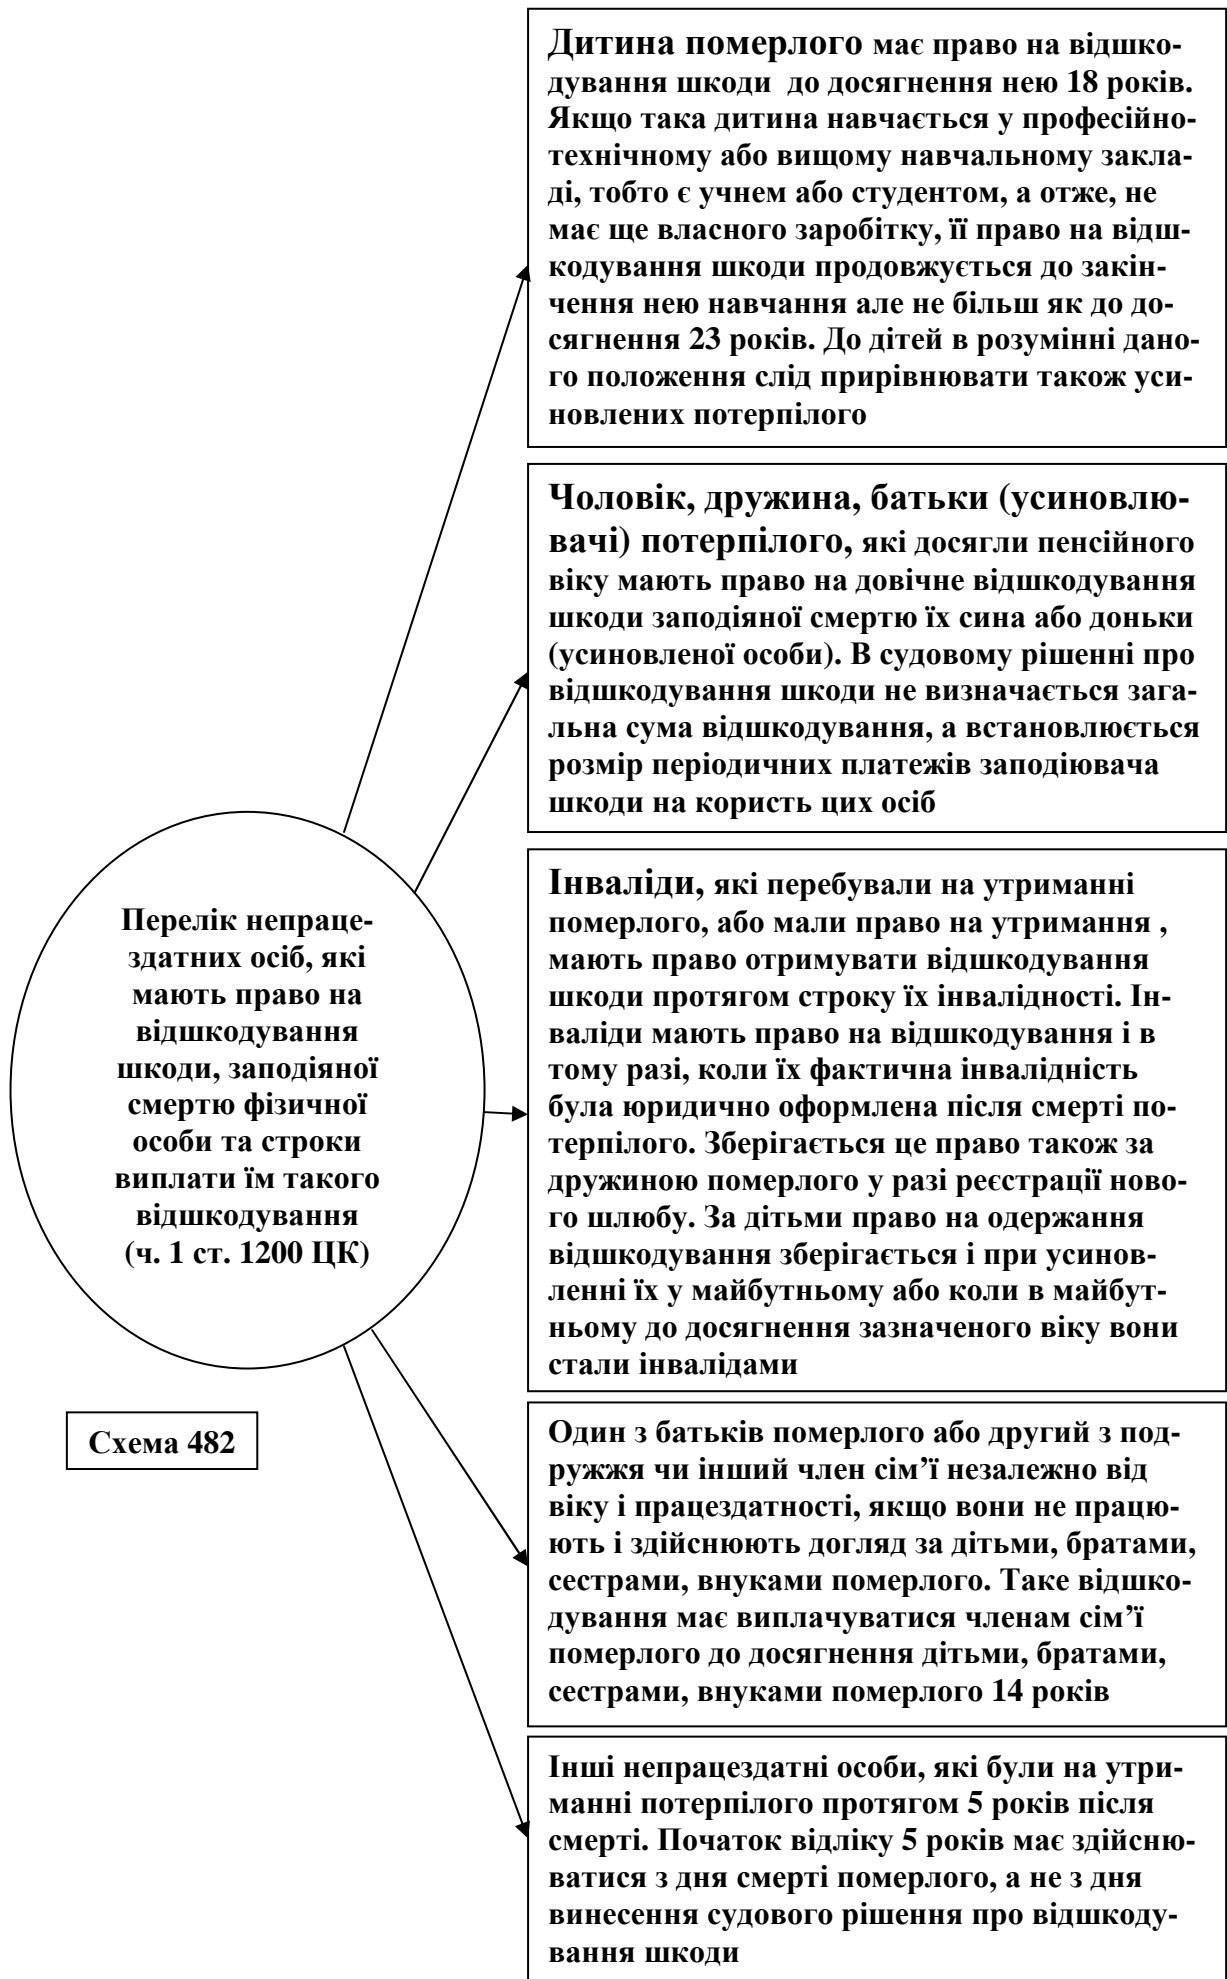 Дитина померлого має право на відшко-
дування шкоди до досягнення нею 18 років.
Якщо така дитина навчається у професійно-
технічному або вищому навчальному закла-
ді, тобто є учнем або студентом, а отже, не
має ще власного заробітку, її право на відш-
кодування шкоди продовжується до закін-
чення нею навчання але не більш як до до-
сягнення 23 років. До дітей в розумінні дано-
го положення слід прирівнювати також уси-
новлених потерпілого
Чоловік, дружина, батьки (усиновлю-
вачі) потерпілого, які досягли пенсійного
віку мають право на довічне відшкодування
шкоди заподіяної смертю їх сина або доньки
(усиновленої особи). В судовому рішенні про
відшкодування шкоди не визначається зага-
льна сума відшкодування, а встановлюється
розмір періодичних платежів заподіювача
шкоди на користь цих осіб
Перелік непраце-
здатних осіб, які
мають право на
відшкодування
шкоди, заподіяної
смертю фізичної
особи та строки
виплати їм такого
відшкодування
(ч. 1 ст. 1200 ЦК)
Інваліди, які перебували на утриманні
померлого, або мали право на утримання ,
мають право отримувати відшкодування
шкоди протягом строку їх інвалідності. Ін-
валіди мають право на відшкодування і в
тому разі, коли їх фактична інвалідність
була юридично оформлена після смерті по-
терпілого. Зберігається це право також за
дружиною померлого у разі реєстрації ново-
го шлюбу. За дітьми право на одержання
відшкодування зберігається і при усинов-
ленні їх у майбутньому або коли в майбут-
ньому до досягнення зазначеного віку вони
стали інвалідами
Схема 482
Один з батьків померлого або другий з под-
ружжя чи інший член сім’ї незалежно від
віку і працездатності, якщо вони не працю-
ють і здійснюють догляд за дітьми, братами,
сестрами, внуками померлого. Таке відшко-
дування має виплачуватися членам сім’ї
померлого до досягнення дітьми, братами,
сестрами, внуками померлого 14 років
Інші непрацездатні особи, які були на утри-
манні потерпілого протягом 5 років після
смерті. Початок відліку 5 років має здійсню-
ватися з дня смерті померлого, а не з дня
винесення судового рішення про відшкоду-
вання шкоди